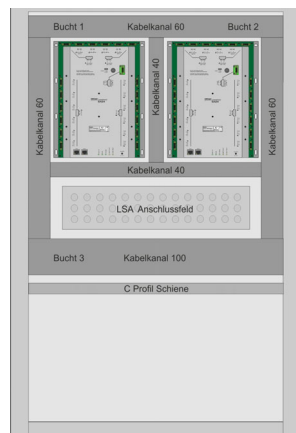 Bucht 1 Kabelkanal 60 Bucht 2
Kabelkanal 60
Kabelkanal 40
Kabelkanal 60
Kabelkanal 40
LSA Anschlussfeld
Bucht 3 Kabelkanal 100
C Profil Schiene